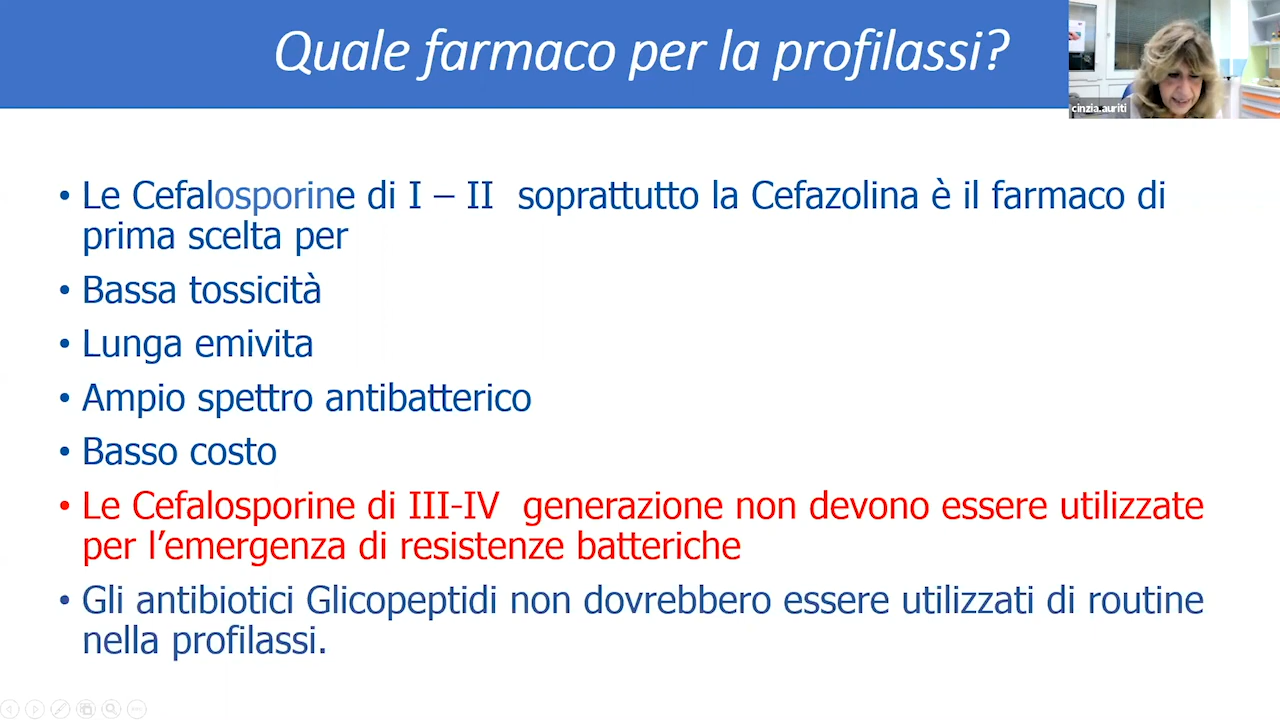 Quale farmaco per la profilassi?
cinzia.auriti
• Le Cefalosporine di I – II soprattutto la Cefazolina è il farmaco di
prima scelta per
• Bassa tossicità
• Lunga emivita
• Ampio spettro antibatterico
• Basso costo
• Le Cefalosporine di III-IV generazione non devono essere utilizzate
per l’emergenza di resistenze batteriche
• Gli antibiotici Glicopeptidi non dovrebbero essere utilizzati di routine
nella profilassi.